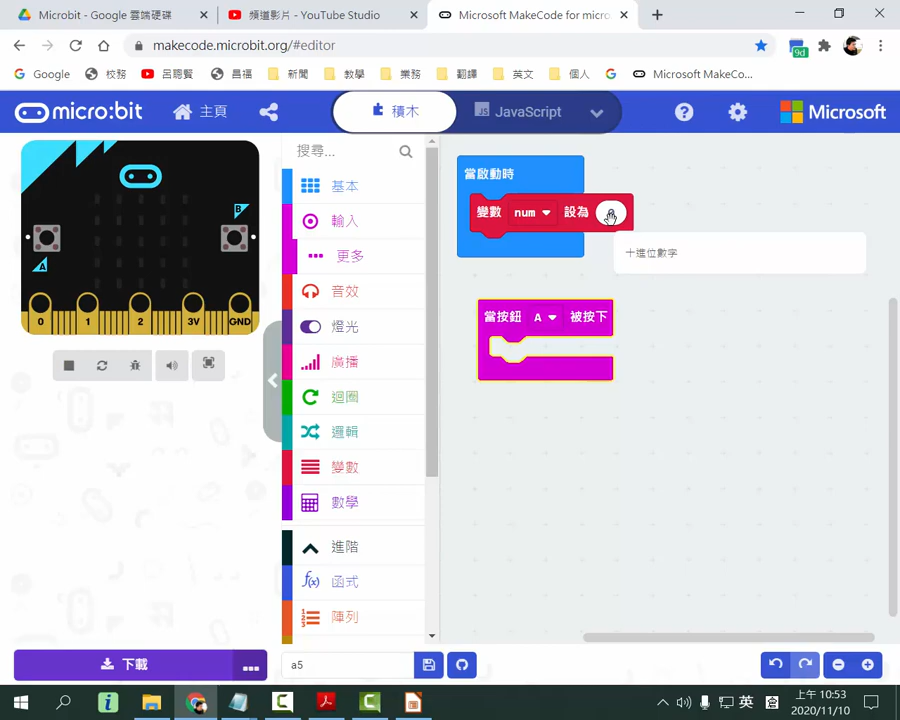 Microbit - Google 雲端硬碟
頻道影片 - YouTube Studio
Microsoft MakeCode for micro
makecode.microbit.org/#editor
9d
Google
校務
呂聰賢
昌福
新聞
教學
業務
翻譯
英文
個人
Microsoft MakeCo...
micro:bit
主頁
積木
JavaScript
Microsoft
搜尋...
基本
輸入
更多
音效
燈光
廣播
迴圈
邏輯
變數
數學
進階
函式
陣列
A
B
0
1
2
3V
GND
當啟動時
變數 num 設為
十進位數字
當按鈕 A 被按下
下載
a5
英
上午 10:53
2020/11/10